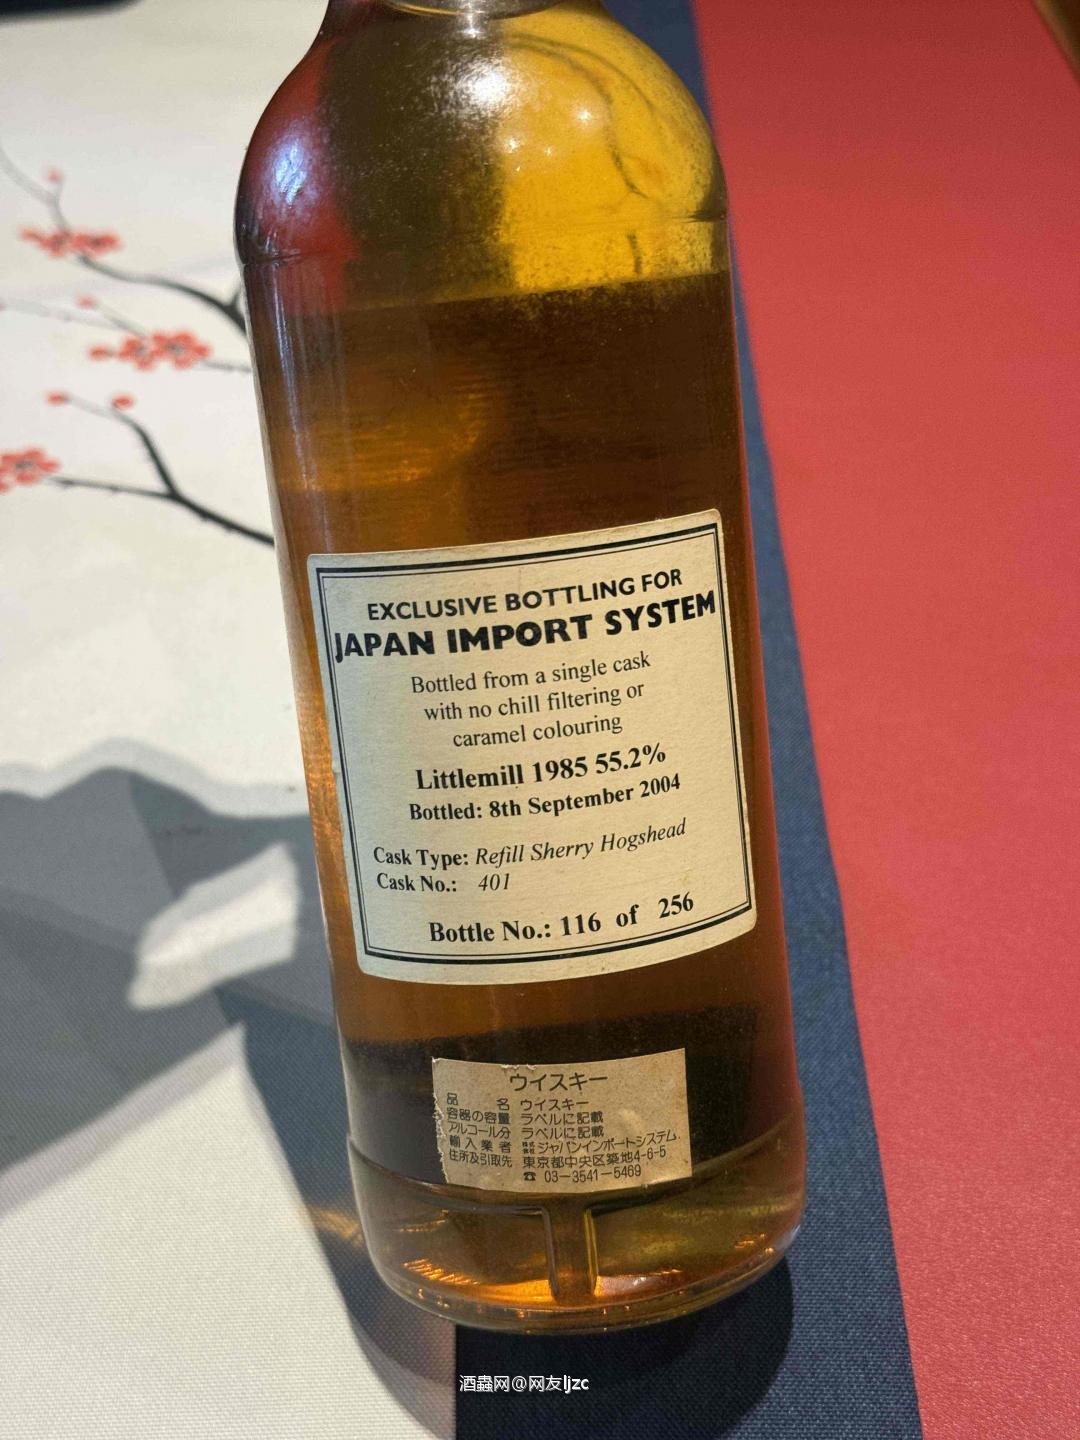 EXCLUSIVE BOTTLING FOR
JAPAN IMPORT SYSTEM
Bottled from a single cask
with no chill filtering or
caramel colouring
Littlemill 1985 55.2%
Bottled: 8th September 2004
Cask Type: Refill Sherry Hogshead
Cask No.: 401
Bottle No.: 116 of 256
ウイスキー
品 名 ウイスキー
容器の容量 ラベルに記載
アルコール分 ラベルに記載
輸入業者 株式会社ジャパンインポートシステム.
住所及引取先 東京都中央区築地4-6-5
☎ 03-3541-5469
酒蟲网@网友ljzc